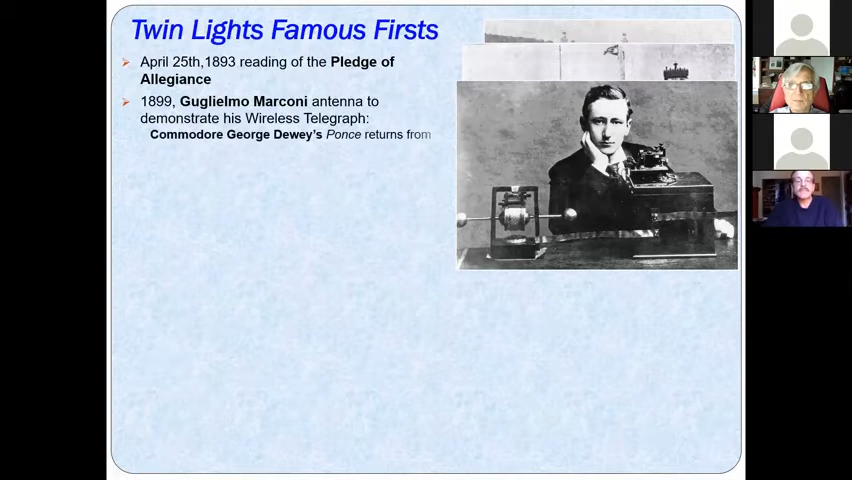 Twin Lights Famous Firsts
April 25th,1893 reading of the Pledge of
Allegiance
1899, Guglielmo Marconi antenna to
demonstrate his Wireless Telegraph:
Commodore George Dewey's Ponce returns from